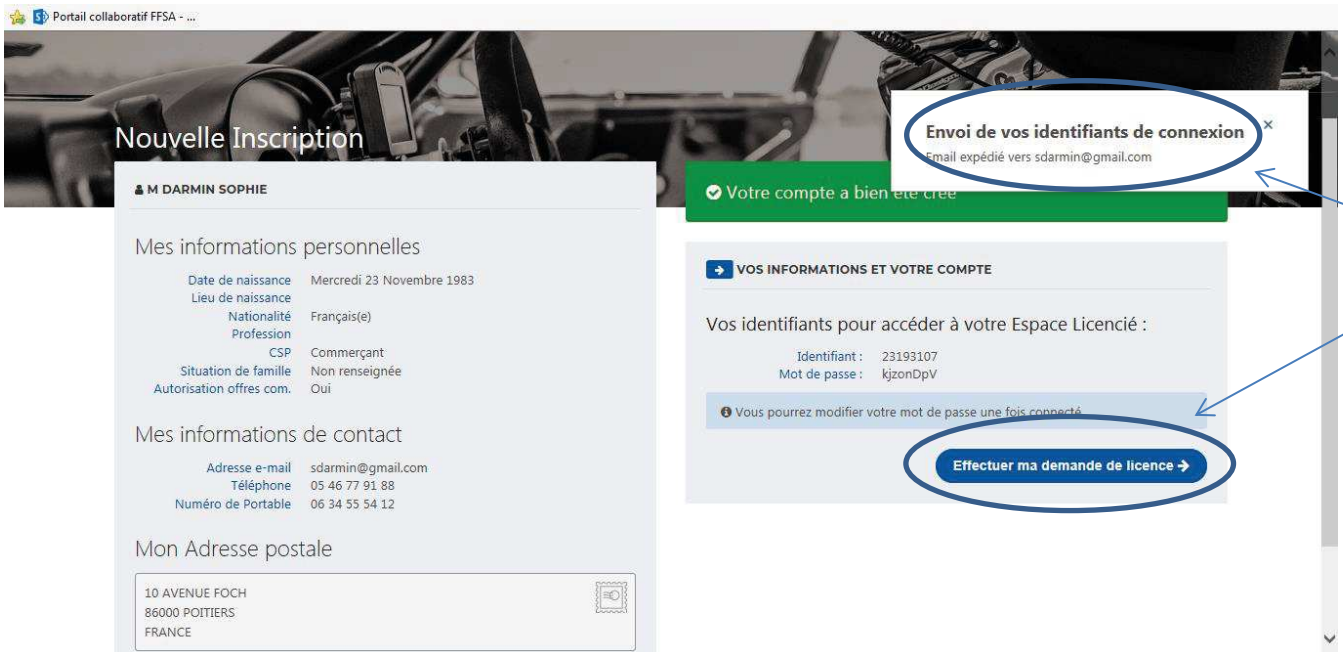 Portail collaboratif FFSA - ...
Nouvelle Inscription
M DARMIN SOPHIE
Mes informations personnelles
Date de naissance Mercredi 23 Novembre 1983
Lieu de naissance
Nationalité Français(e)
Profession
CSP Commerçant
Situation de famille Non renseignée
Autorisation offres com. Oui
Mes informations de contact
Adresse e-mail sdarmin@gmail.com
Téléphone 05 46 77 91 88
Numéro de Portable 06 34 55 54 12
Mon Adresse postale
10 AVENUE FOCH
86000 POITIERS
FRANCE
Envoi de vos identifiants de connexion ×
Email expédié vers sdarmin@gmail.com
Votre compte a bien été créé
VOS INFORMATIONS ET VOTRE COMPTE
Vos identifiants pour accéder à votre Espace Licencié :
Identifiant : 23193107
Mot de passe : kjzonDpV
Vous pourrez modifier votre mot de passe une fois connecté
Effectuer ma demande de licence →